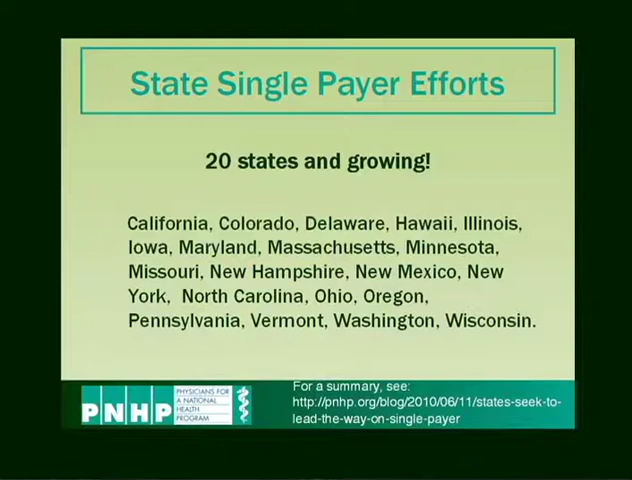 State Single Payer Efforts
20 states and growing!
California, Colorado, Delaware, Hawaii, Illinois,
Iowa, Maryland, Massachusetts, Minnesota,
Missouri, New Hampshire, New Mexico, New
York, North Carolina, Ohio, Oregon,
Pennsylvania, Vermont, Washington, Wisconsin.
PNHP
PHYSICIANS FOR
A NATIONAL
HEALTH
PROGRAM
For a summary, see:
http://pnhp.org/blog/2010/06/11/states-seek-to-
lead-the-way-on-single-payer